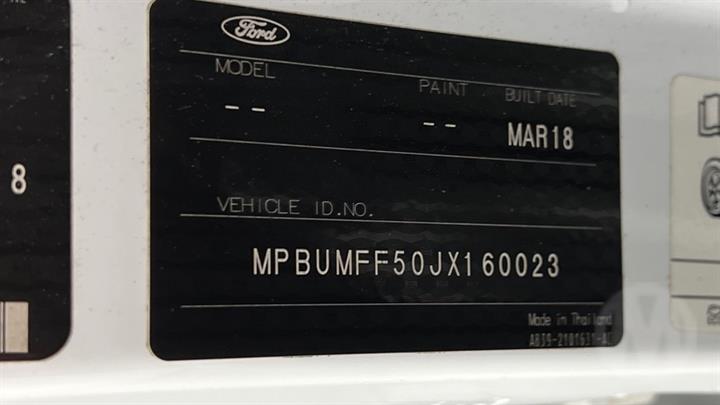 Ford
MODEL PAINT BUILT DATE
-- -- MAR18
8
VEHICLE ID.NO.
MPBUMFF50JX160023
Made in Thailand